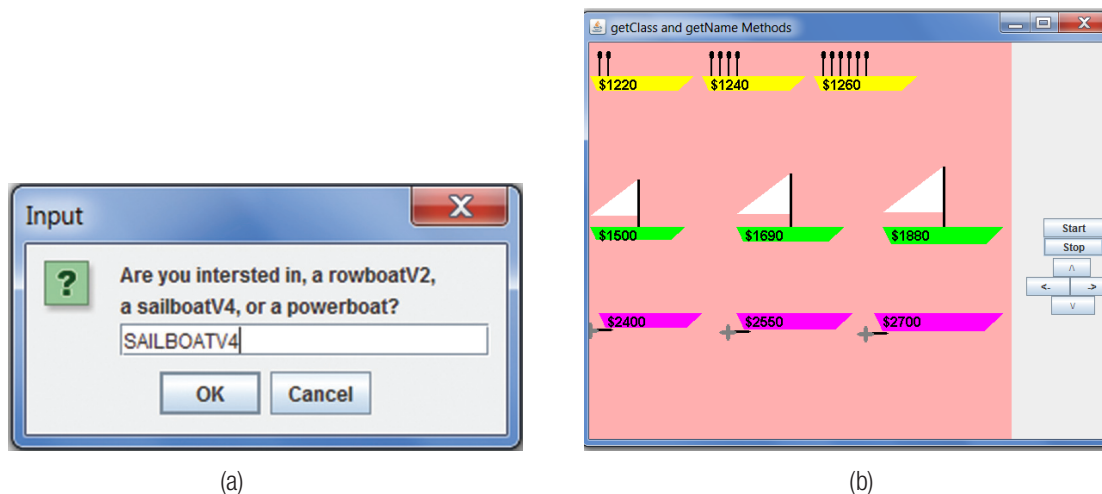 Input
Are you intersted in, a rowboatV2,
a sailboatV4, or a powerboat?
SAILBOATV4
OK Cancel
(a)
getClass and getName Methods
$1220 $1240 $1260
$1500 $1690 $1880
$2400 $2550 $2700
Start
Stop
^
<- ->
v
(b)